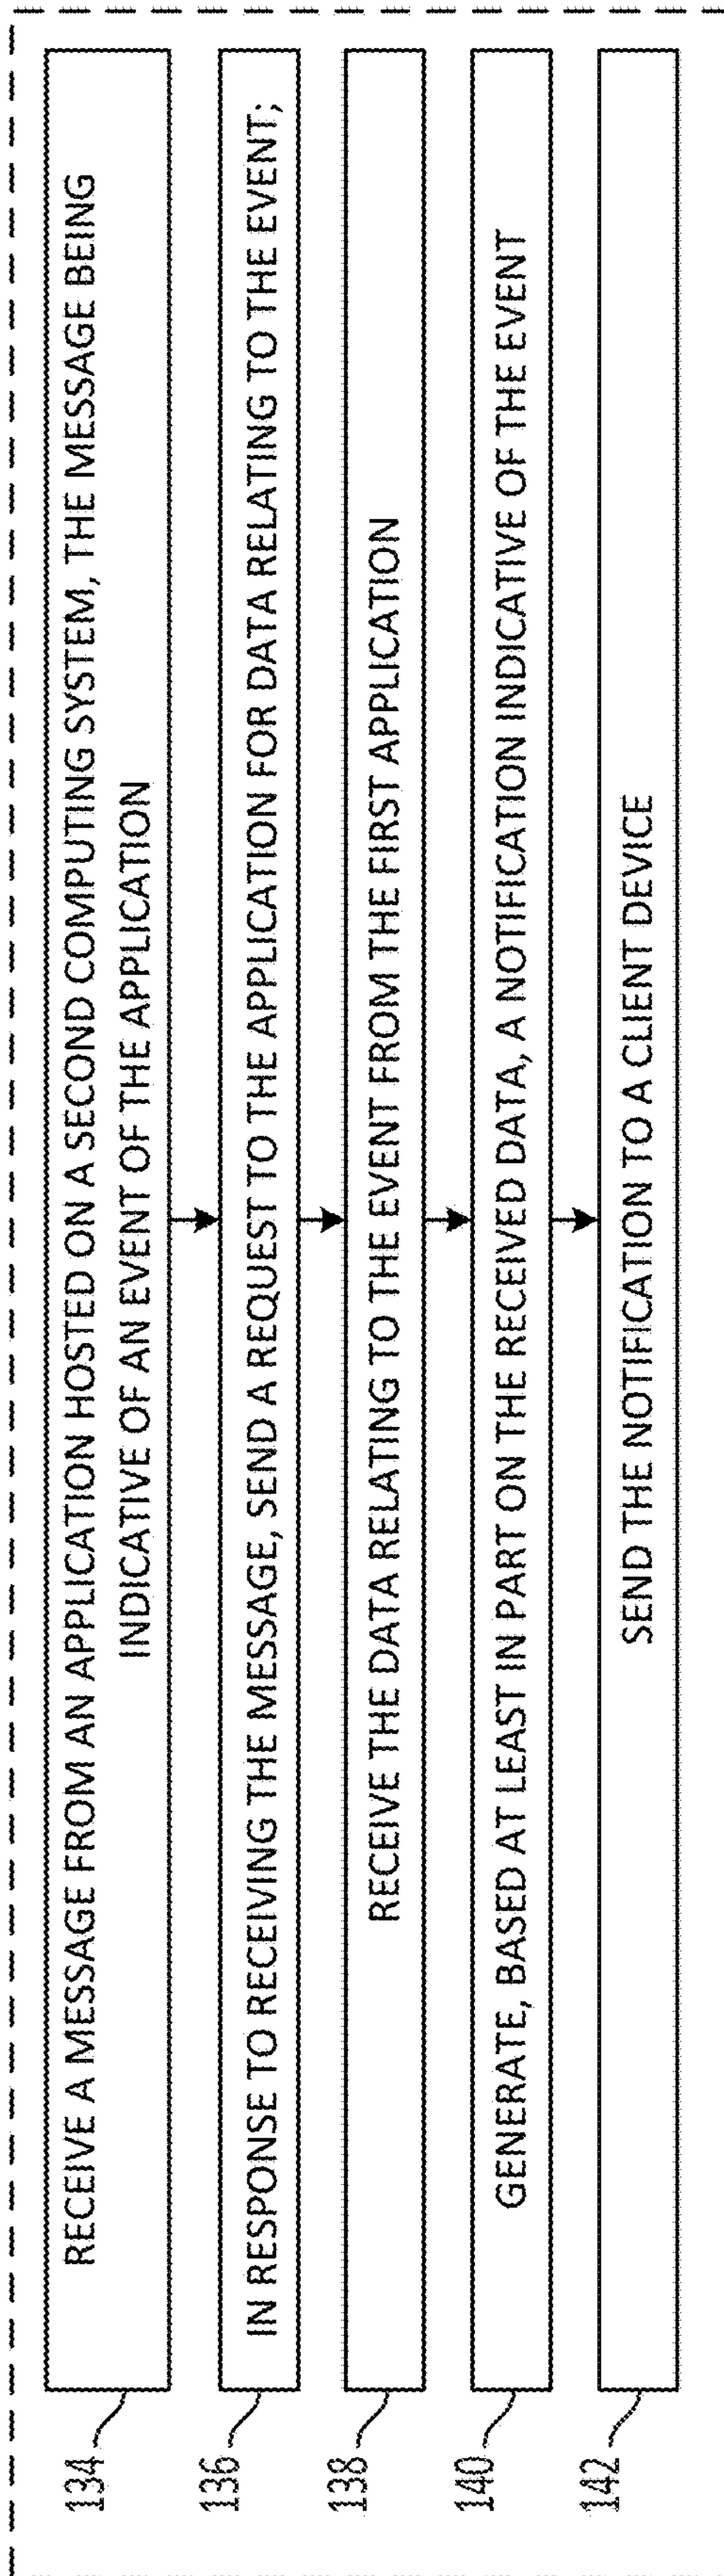 134
RECEIVE A MESSAGE FROM AN APPLICATION HOSTED ON A SECOND COMPUTING SYSTEM, THE MESSAGE BEING
INDICATIVE OF AN EVENT OF THE APPLICATION
136
IN RESPONSE TO RECEIVING THE MESSAGE, SEND A REQUEST TO THE APPLICATION FOR DATA RELATING TO THE EVENT;
138
RECEIVE THE DATA RELATING TO THE EVENT FROM THE FIRST APPLICATION
140
GENERATE, BASED AT LEAST IN PART ON THE RECEIVED DATA, A NOTIFICATION INDICATIVE OF THE EVENT
142
SEND THE NOTIFICATION TO A CLIENT DEVICE